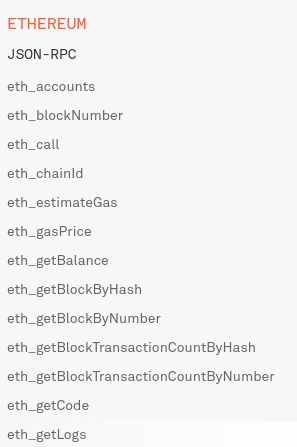 ETHEREUM
JSON-RPC
eth_accounts
eth_blockNumber
eth_call
eth_chainId
eth_estimateGas
eth_gasPrice
eth_getBalance
eth_getBlockByHash
eth_getBlockByNumber
eth_getBlockTransactionCountByHash
eth_getBlockTransactionCountByNumber
eth_getCode
eth_getLogs